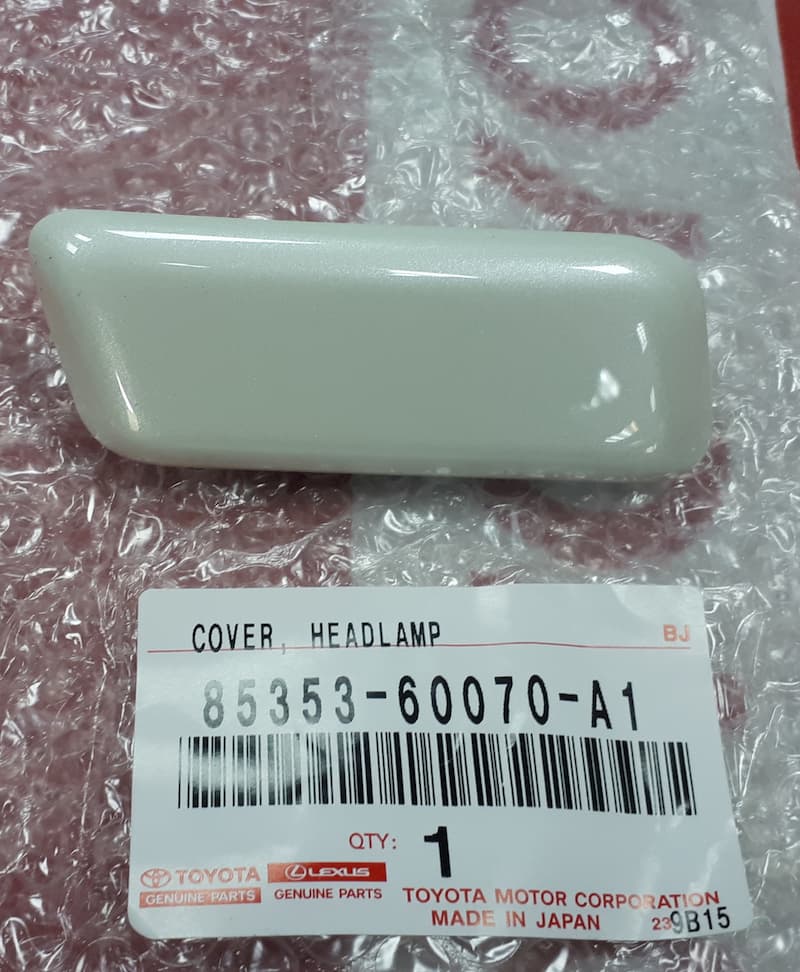 COVER, HEADLAMP BJ
85353-60070-A1
QTY: 1
TOYOTA LEXUS
GENUINE PARTS GENUINE PARTS
TOYOTA MOTOR CORPORATION
MADE IN JAPAN 239B15